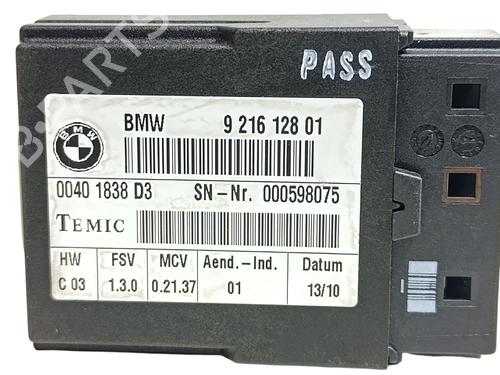 PASS
BMW 9 216 128 01
BMW
0040 1838 D3 SN-Nr. 000598075
TEMIC
HW FSV MCV Aend.-Ind. Datum
C 03 1.3.0 0.21.37 01 13/10
B-PARTS